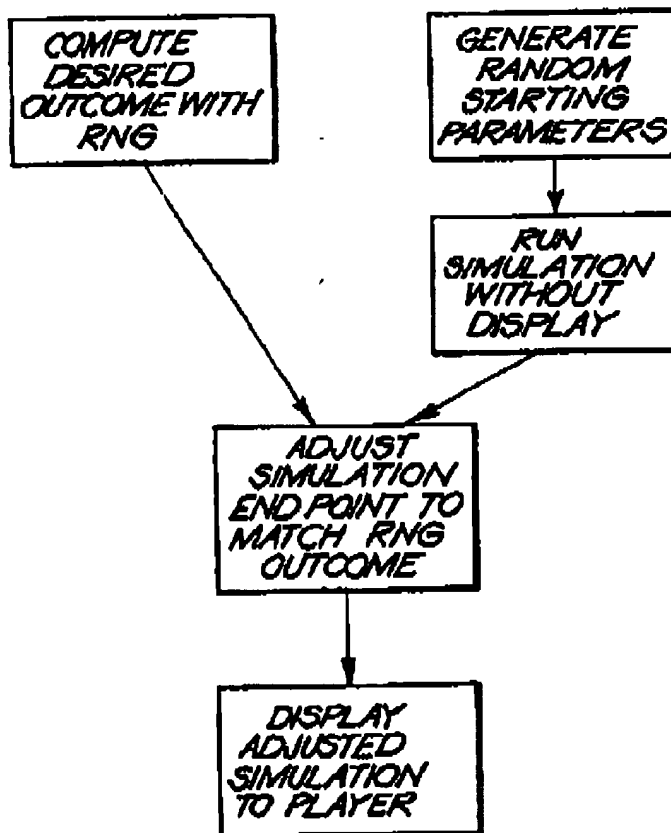 COMPUTE
DESIRED
OUTCOME WITH
RNG
GENERATE
RANDOM
STARTING
PARAMETERS
RUN
SIMULATION
WITHOUT
DISPLAY
ADJUST
SIMULATION
END POINT TO
MATCH RNG
OUTCOME
DISPLAY
ADJUSTED
SIMULATION
TO PLAYER